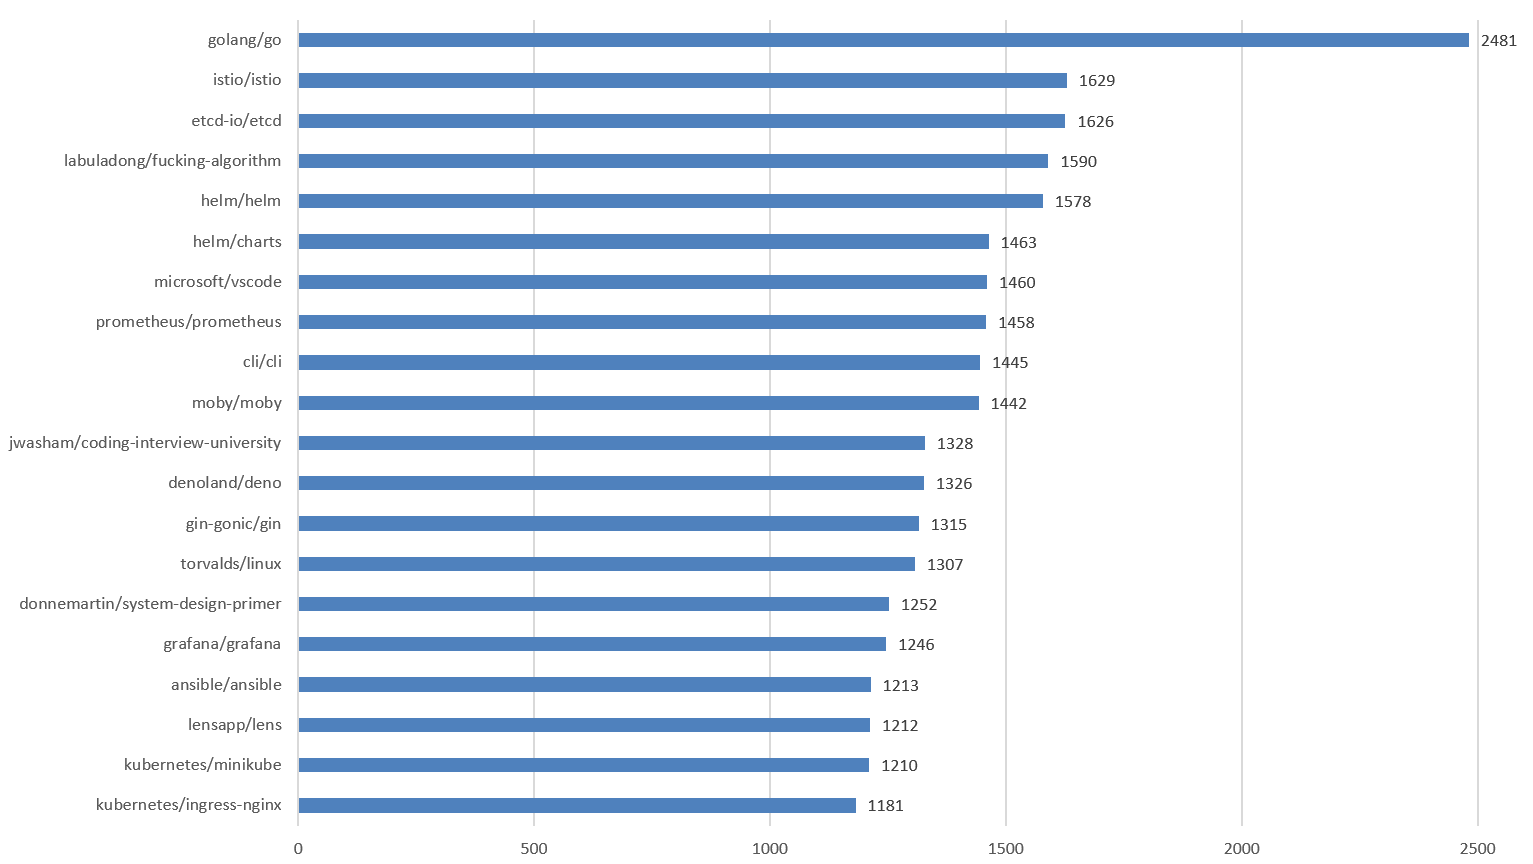 golang/go 2481
istio/istio 1629
etcd-io/etcd 1626
labuladong/fucking-algorithm 1590
helm/helm 1578
helm/charts 1463
microsoft/vscode 1460
prometheus/prometheus 1458
cli/cli 1445
moby/moby 1442
jwasham/coding-interview-university 1328
denoland/deno 1326
gin-gonic/gin 1315
torvalds/linux 1307
donnemartin/system-design-primer 1252
grafana/grafana 1246
ansible/ansible 1213
lensapp/lens 1212
kubernetes/minikube 1210
kubernetes/ingress-nginx 1181
0 500 1000 1500 2000 2500